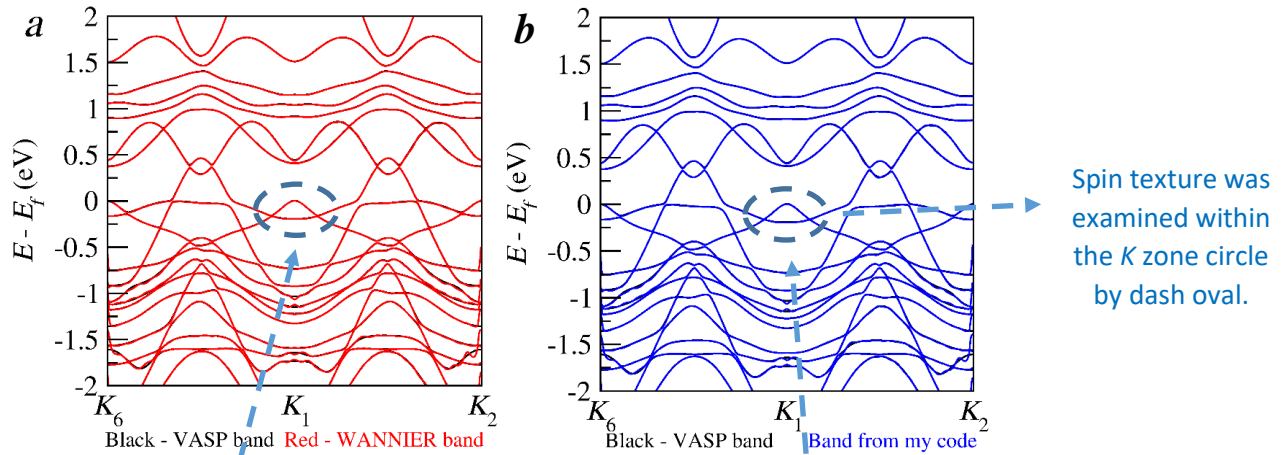 a
2
1.5
1
0.5
0
-0.5
-1
-1.5
-2
E - E_f (eV)
K_6
K_1
K_2
Black - VASP band Red - WANNIER band
b
2
1.5
1
0.5
0
-0.5
-1
-1.5
-2
E - E_f (eV)
K_6
K_1
K_2
Black - VASP band Band from my code
Spin texture was
examined within
the K zone circle
by dash oval.